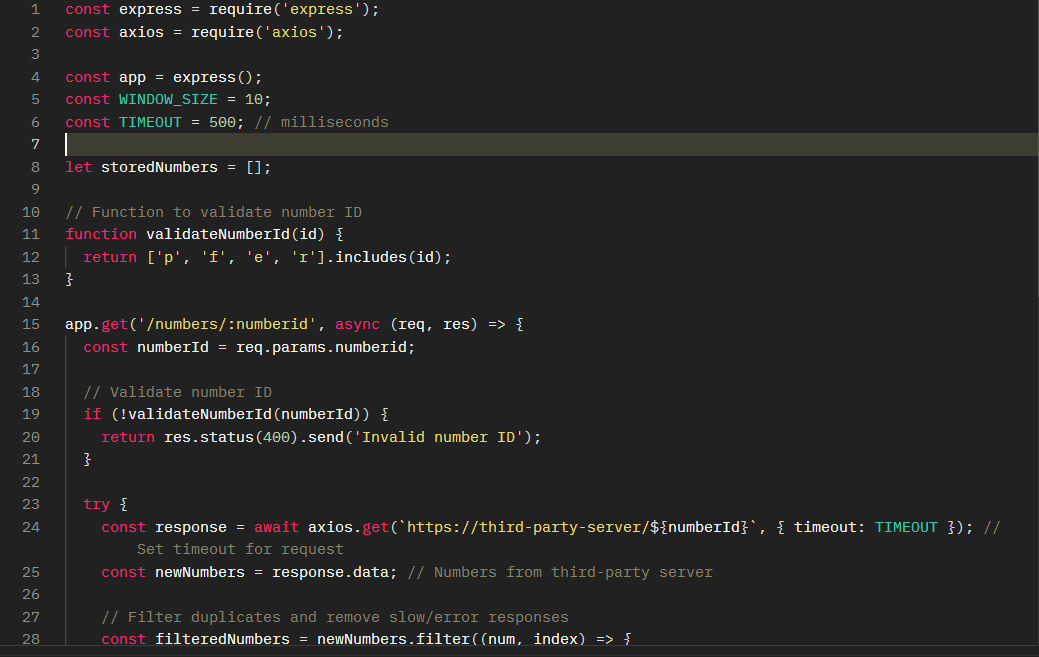 1 const express = require('express');
2 const axios = require('axios');
3
4 const app = express();
5 const WINDOW_SIZE = 10;
6 const TIMEOUT = 500; // milliseconds
7
8 let storedNumbers = [];
9
10 // Function to validate number ID
11 function validateNumberId(id) {
12   return ['p', 'f', 'e', 'r'].includes(id);
13 }
14
15 app.get('/numbers/:numberid', async (req, res) => {
16   const numberId = req.params.numberid;
17
18   // Validate number ID
19   if (!validateNumberId(numberId)) {
20     return res.status(400).send('Invalid number ID');
21   }
22
23   try {
24     const response = await axios.get(`https://third-party-server/${numberId}`, { timeout: TIMEOUT }); //
Set timeout for request
25     const newNumbers = response.data; // Numbers from third-party server
26
27     // Filter duplicates and remove slow/error responses
28     const filteredNumbers = newNumbers.filter((num, index) => {